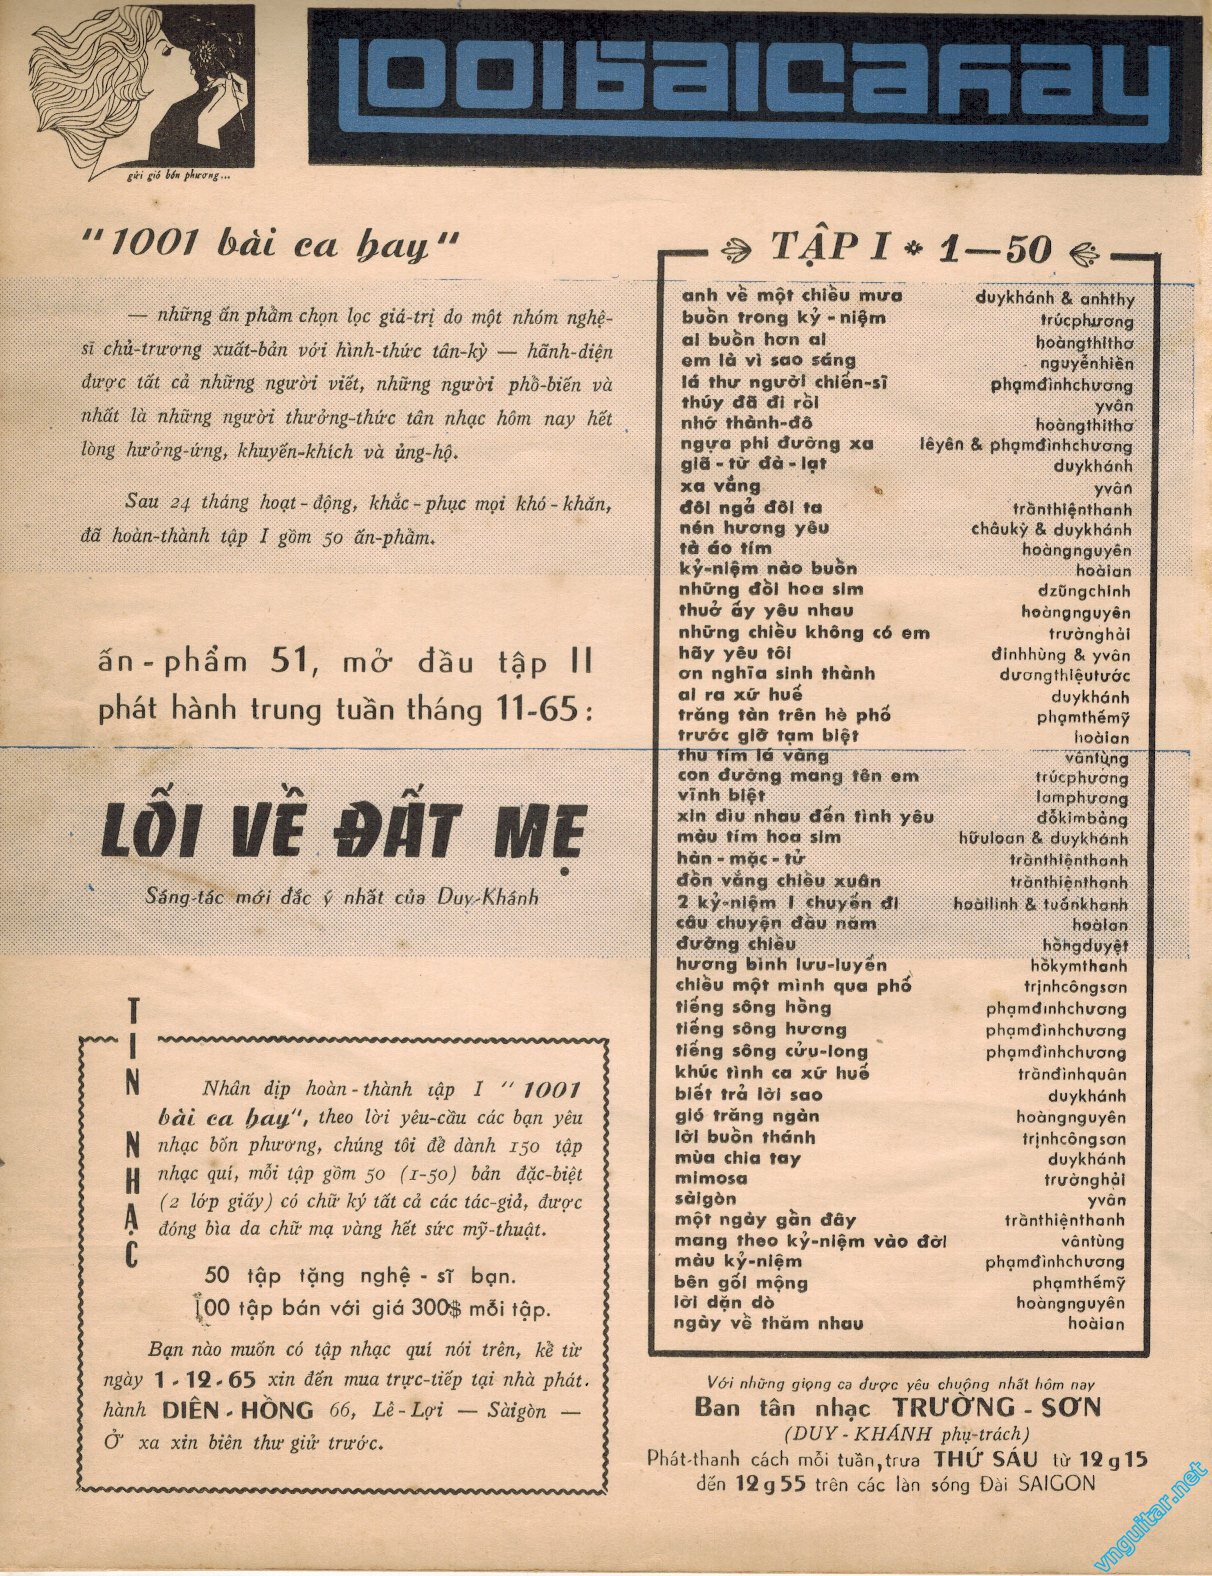 1001 bài ca hay
gửi gió bốn phương...
"1001 bài ca hay"
— những ấn phẩm chọn lọc giá-trị do một nhóm nghệ-
sĩ chủ-trương xuất-bản với hình-thức tân-kỳ — hãnh-diện
được tất cả những người viết, những người phổ-biến và
nhất là những người thưởng-thức tân nhạc hôm nay hết
lòng hưởng-ứng, khuyến-khích và ủng-hộ.
Sau 24 tháng hoạt-động, khắc-phục mọi khó-khăn,
đã hoàn-thành tập I gồm 50 ấn-phẩm.
ấn-phẩm 51, mở đầu tập II
phát hành trung tuần tháng 11-65:
LỐI VỀ ĐẤT MẸ
Sáng-tác mới đắc ý nhất của Duy-Khánh
TIN NHẠC
Nhân dịp hoàn-thành tập I "1001
bài ca hay", theo lời yêu-cầu các bạn yêu
nhạc bốn phương, chúng tôi để dành 150 tập
nhạc quí, mỗi tập gồm 50 (1-50) bản đặc-biệt
(2 lớp giấy) có chữ ký tất cả các tác-giả, được
đóng bìa da chữ mạ vàng hết sức mỹ-thuật.
50 tập tặng nghệ-sĩ bạn.
100 tập bán với giá 300$ mỗi tập.
Bạn nào muốn có tập nhạc quí nói trên, kể từ
ngày 1-12-65 xin đến mua trực-tiếp tại nhà phát.
hành DIÊN-HỒNG 66, Lê-Lợi — Sàigòn —
Ở xa xin biên thư giữ trước.
TẬP I * 1—50
anh về một chiều mưa duykhánh & anhthy
buồn trong kỷ-niệm trúcphương
ai buồn hơn ai hoàngthithơ
em là vì sao sáng nguyễnhiền
lá thư người chiến-sĩ phạmđìnhchương
thúy đã đi rồi yvân
nhớ thành-đô hoàngthithơ
ngựa phi đường xa lêyên & phạmđìnhchương
giã-từ đà-lạt duykhánh
xa vắng yvân
đôi ngả đôi ta trầnthiệnthanh
nén hương yêu châukỳ & duykhánh
tà áo tím hoàngnguyên
kỷ-niệm nào buồn hoàian
những đồi hoa sim dzũngchinh
thuở ấy yêu nhau hoàngnguyên
những chiều không có em trườnghải
hãy yêu tôi đinhhùng & yvân
ơn nghĩa sinh thành dươngthiệutước
ai ra xứ huế duykhánh
trăng tàn trên hè phố phạmthếmỹ
trước giờ tạm biệt hoàian
thu tím lá vàng vântùng
con đường mang tên em trúcphương
vĩnh biệt lamphương
xin dìu nhau đến tình yêu đỗkimbảng
màu tím hoa sim hữuloan & duykhánh
hàn-mặc-tử trầnthiệnthanh
đồn vắng chiều xuân trầnthiệnthanh
2 kỷ-niệm 1 chuyến đi hoàilinh & tuấnkhanh
câu chuyện đầu năm hoàian
đường chiều hồngduyệt
hương bình lưu-luyến hồkymthanh
chiều một mình qua phố trịnhcôngsơn
tiếng sông hồng phạmđìnhchương
tiếng sông hương phạmđìnhchương
tiếng sông cửu-long phạmđìnhchương
khúc tình ca xứ huế trầnđìnhquân
biết trả lời sao duykhánh
gió trăng ngàn hoàngnguyên
lời buồn thánh trịnhcôngsơn
mùa chia tay duykhánh
mimosa trườnghải
sàigòn yvân
một ngày gần đây trầnthiệnthanh
mang theo kỷ-niệm vào đời vântùng
màu kỷ-niệm phạmđìnhchương
bên gối mộng phạmthếmỹ
lời dặn dò hoàngnguyên
ngày về thăm nhau hoàian
Với những giọng ca được yêu chuộng nhất hôm nay
Ban tân nhạc TRƯỜNG-SƠN
(DUY-KHÁNH phụ-trách)
Phát-thanh cách mỗi tuần, trưa THỨ SÁU từ 12g15
đến 12g55 trên các làn sóng Đài SAIGON
vnguitar.net